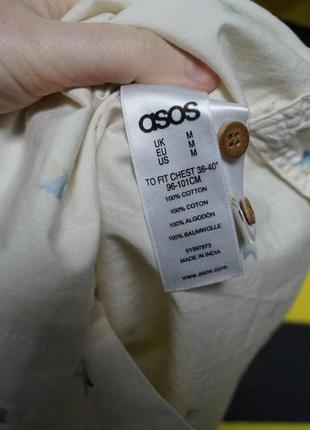 asos
UK M
EU M
US M
TO FIT CHEST 38-40"
96-101CM
100% COTTON
100% COTON
100% ALGODÓN
100% BAUMWOLLE
01397573
MADE IN INDIA
www.asos.com